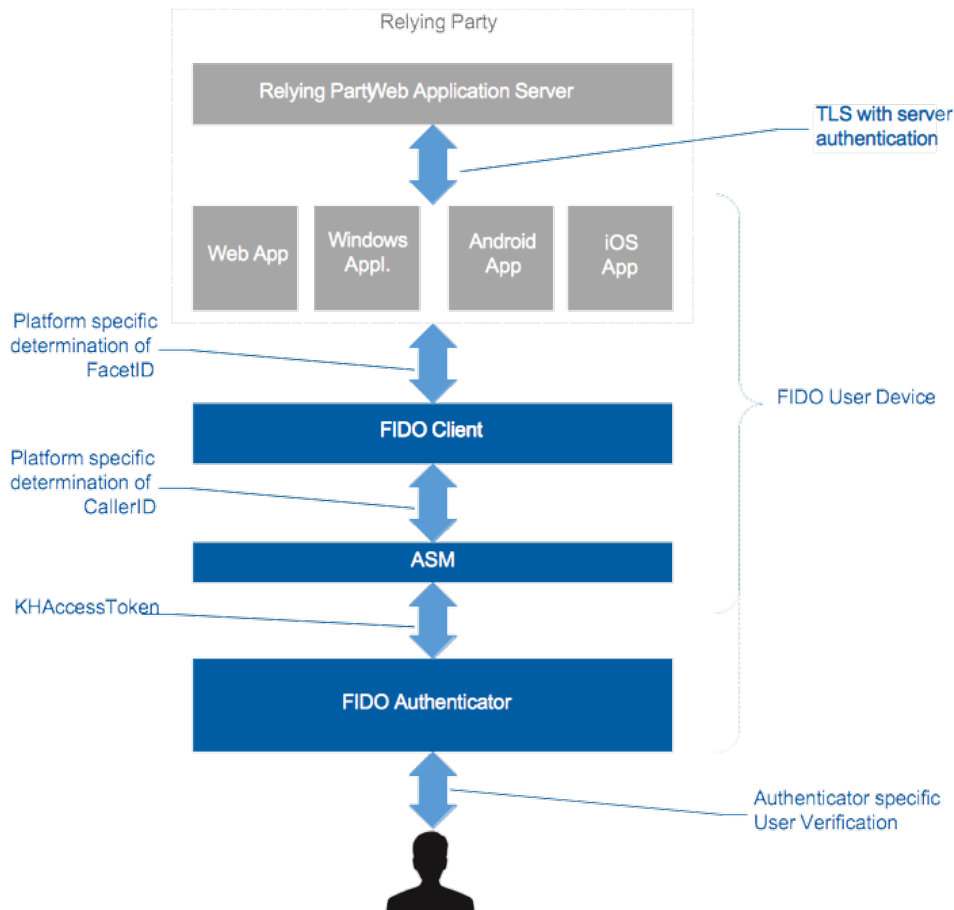 Relying Party
Relying PartyWeb Application Server
TLS with server
authentication
Web App
Windows
Appl.
Android
App
iOS
App
Platform specific
determination of
FacetID
FIDO User Device
FIDO Client
Platform specific
determination of
CallerID
ASM
KHAccessToken
FIDO Authenticator
Authenticator specific
User Verification